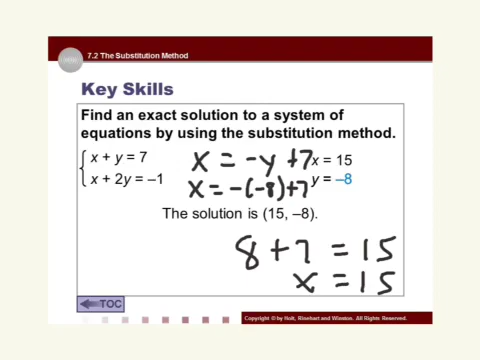 7.2 The Substitution Method
Key Skills
Find an exact solution to a system of
equations by using the substitution method.
x + y = 7
x + 2y = –1
x = -y +7
x = -(-8)+7
x = 15
y = –8
The solution is (15, –8).
8 + 7 = 15
x = 15
TOC
Copyright © by Holt, Rinehart and Winston. All Rights Reserved.